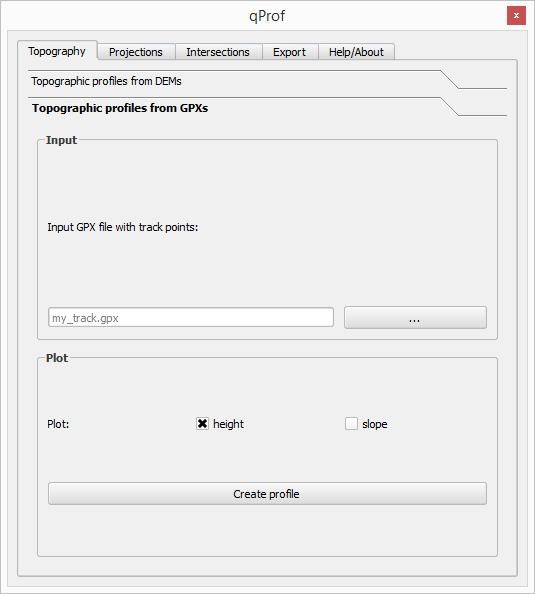 qProf
x
Topography Projections Intersections Export Help/About
Topographic profiles from DEMs
Topographic profiles from GPXs
Input
Input GPX file with track points:
my_track.gpx ...
Plot
Plot: height slope
Create profile